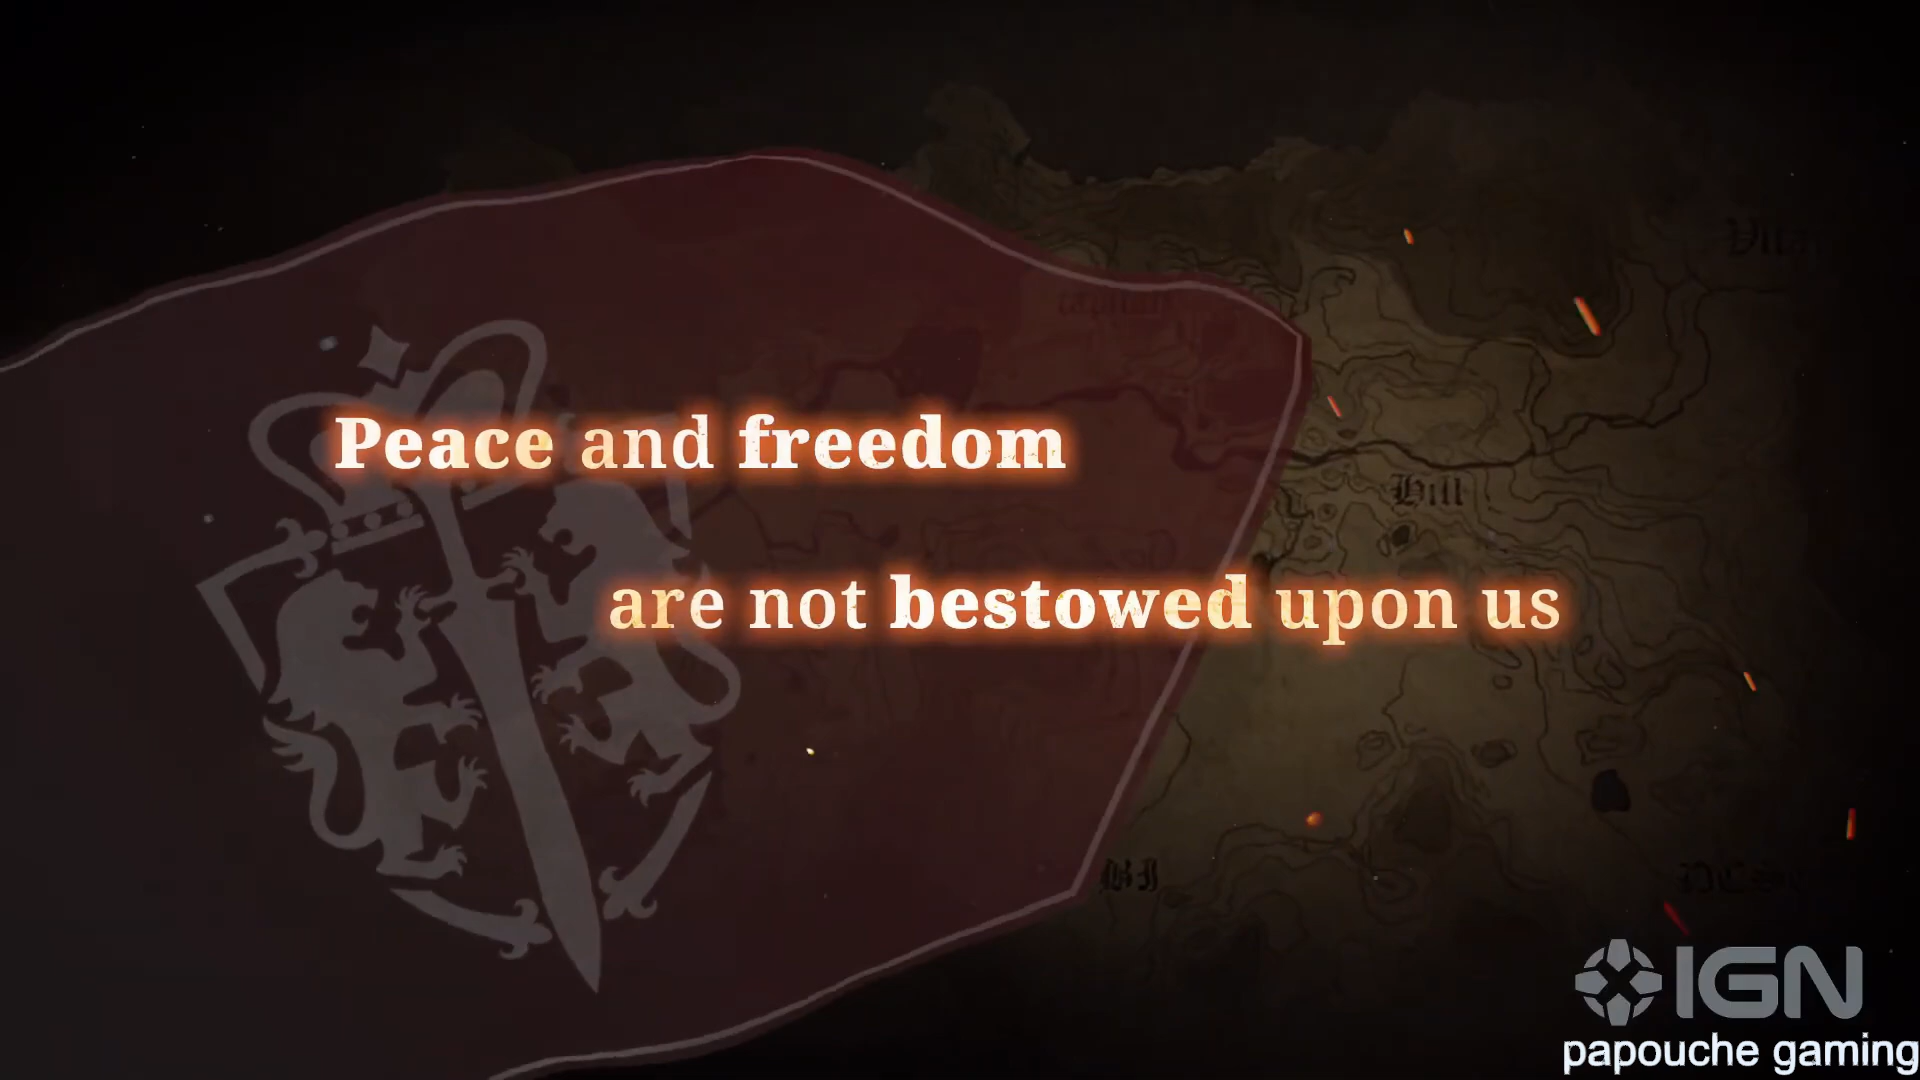 Peace and freedom
are not bestowed upon us
Hill
IGN
papouche gaming